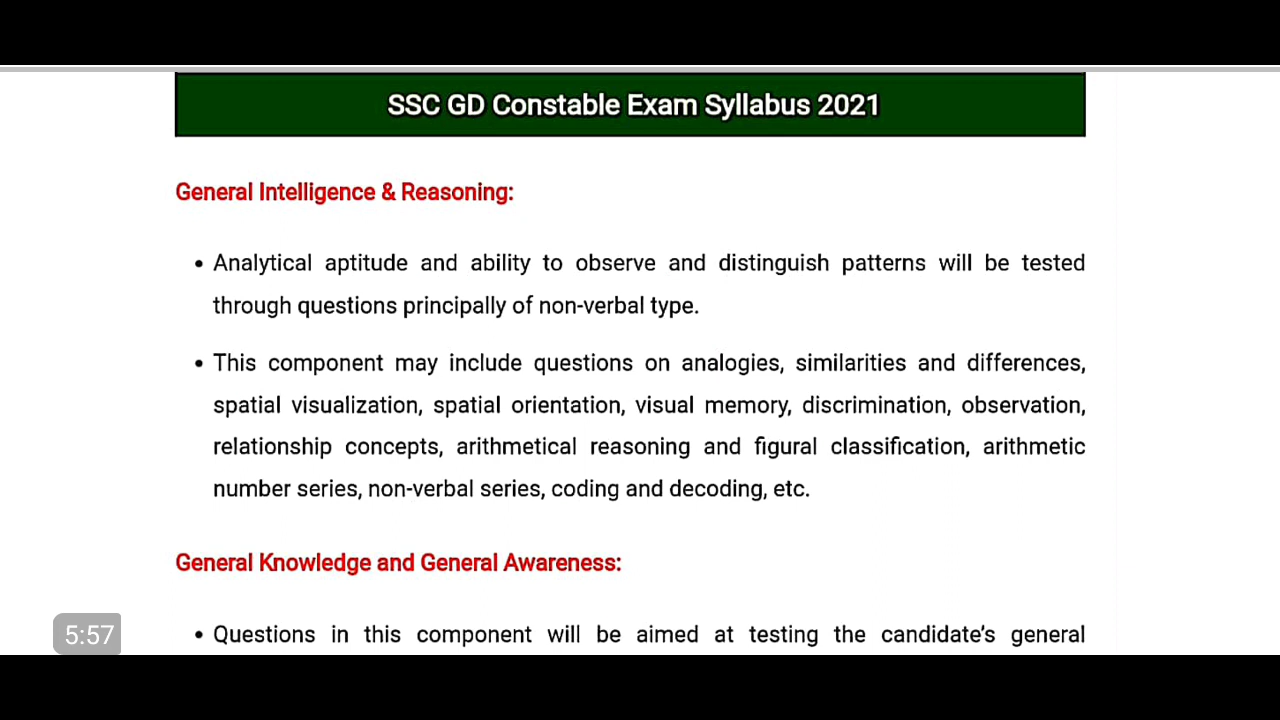 SSC GD Constable Exam Syllabus 2021
General Intelligence & Reasoning:
• Analytical aptitude and ability to observe and distinguish patterns will be tested
through questions principally of non-verbal type.
• This component may include questions on analogies, similarities and differences,
spatial visualization, spatial orientation, visual memory, discrimination, observation,
relationship concepts, arithmetical reasoning and figural classification, arithmetic
number series, non-verbal series, coding and decoding, etc.
General Knowledge and General Awareness:
5:57
• Questions in this component will be aimed at testing the candidate's general